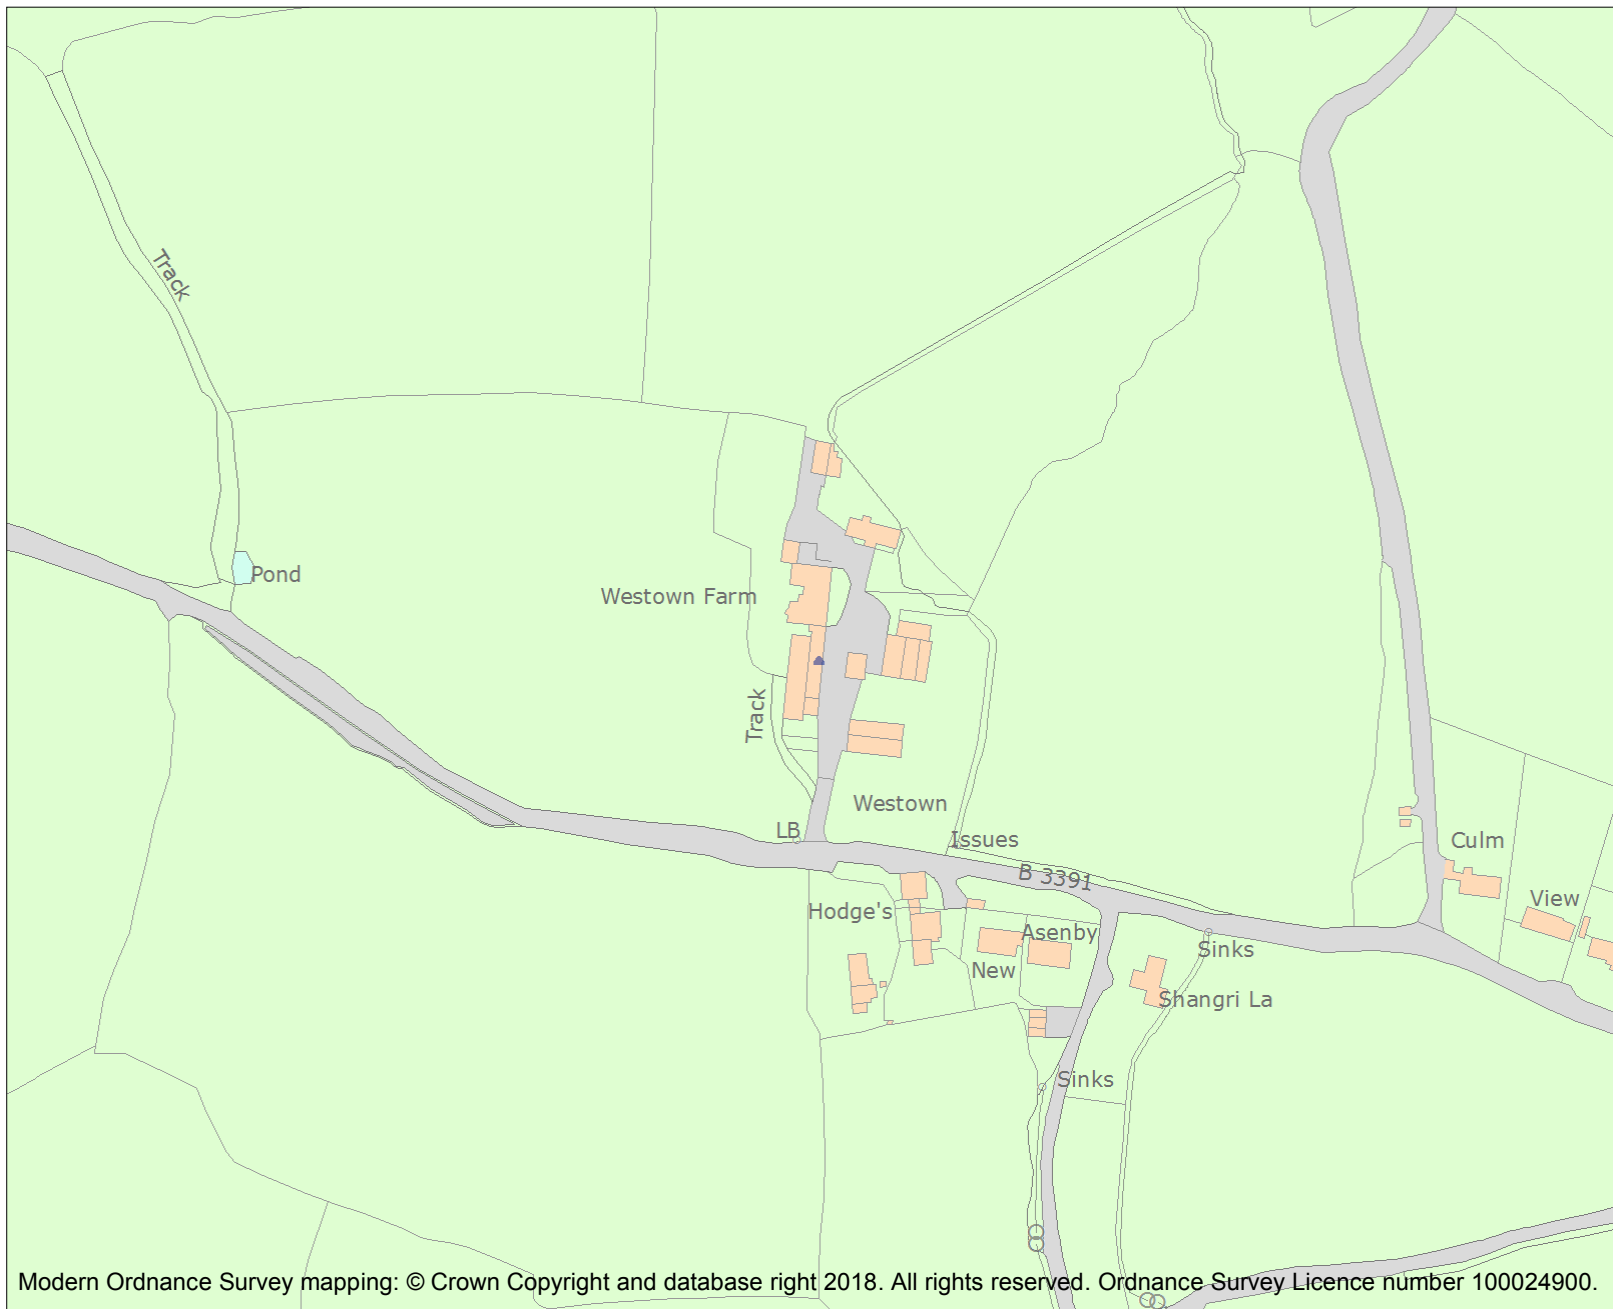 Track
Pond
Westown Farm
Track
Westown
LB
Issues
Culm
B 3391
View
Hodge's
Asenby
Sinks
New
Shangri La
Sinks
Modern Ordnance Survey mapping: © Crown Copyright and database right 2018. All rights reserved. Ordnance Survey Licence number 100024900.